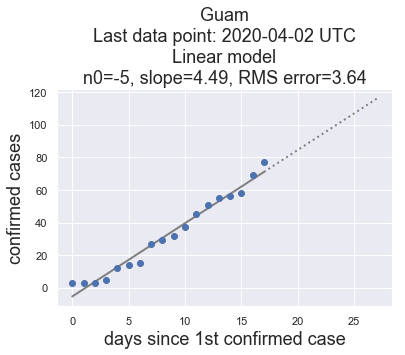 Guam
Last data point: 2020-04-02 UTC
Linear model
n0=-5, slope=4.49, RMS error=3.64
120
100
80
60
40
20
0
confirmed cases
0 5 10 15 20 25
days since 1st confirmed case